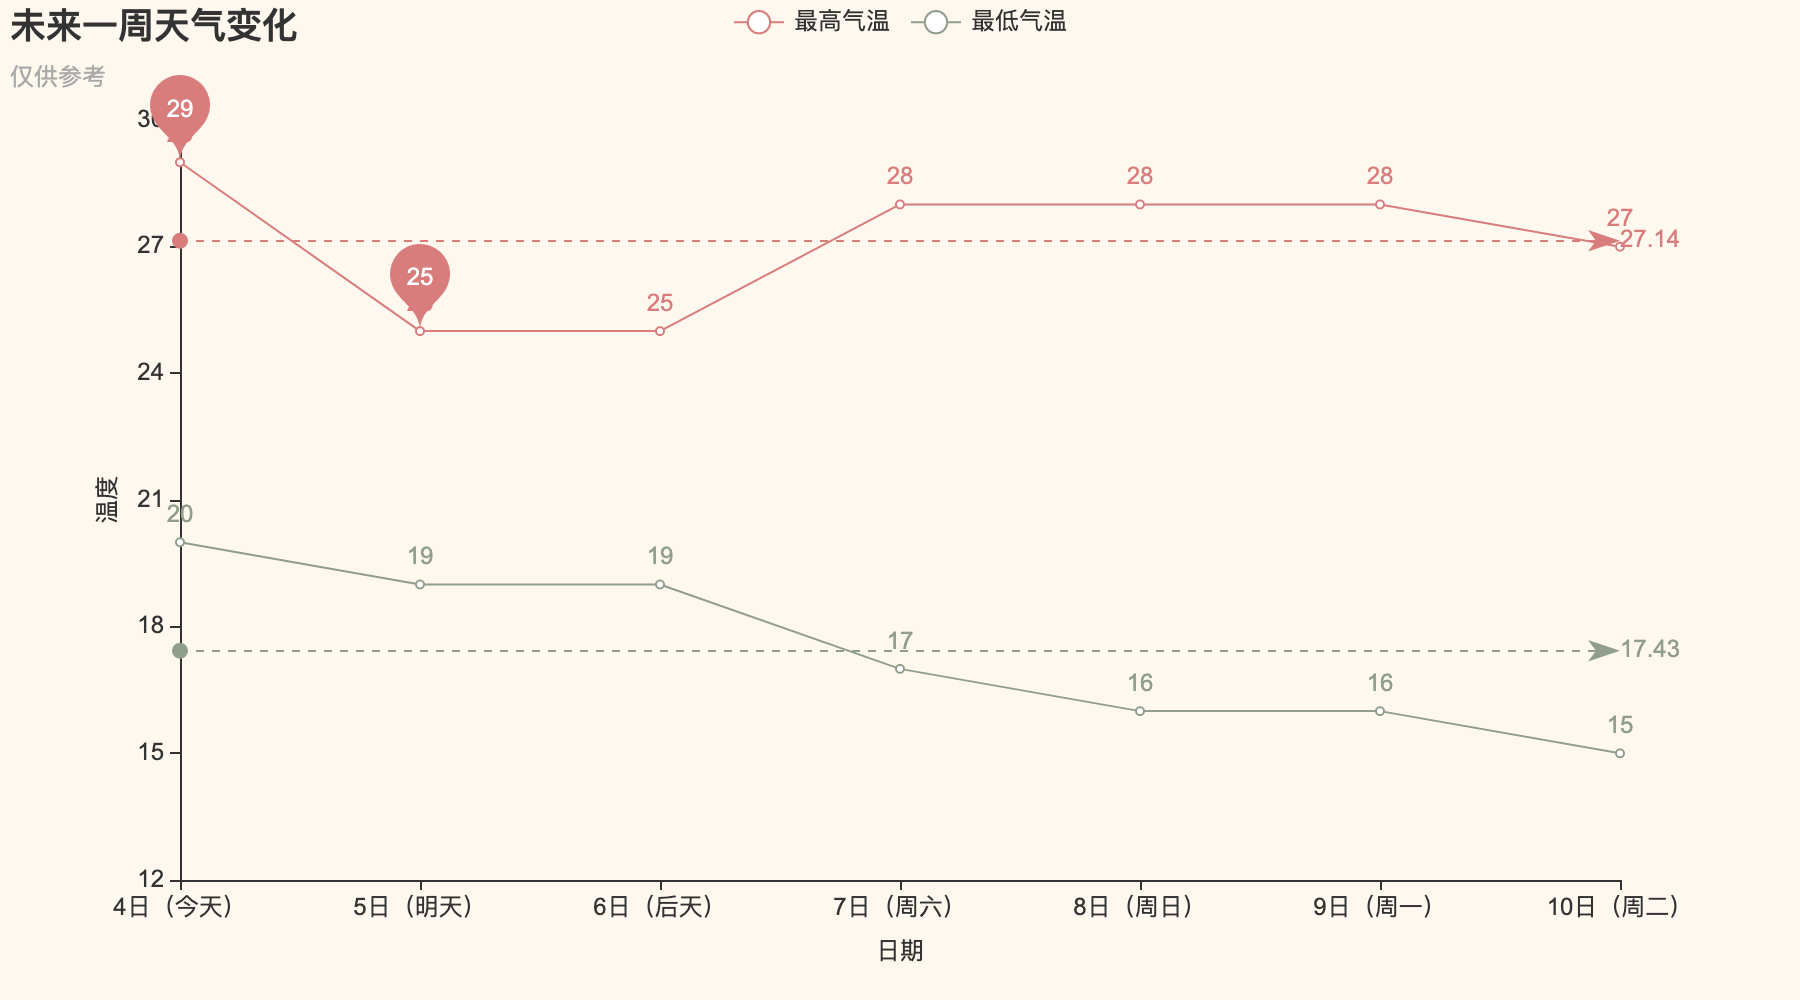 未来一周天气变化
最高气温
最低气温
仅供参考
29
25
25
28
28
28
27
27.14
20
19
19
17
16
16
15
17.43
温度
27
24
21
18
15
12
4日（今天）
5日（明天）
6日（后天）
7日（周六）
8日（周日）
9日（周一）
10日（周二）
日期